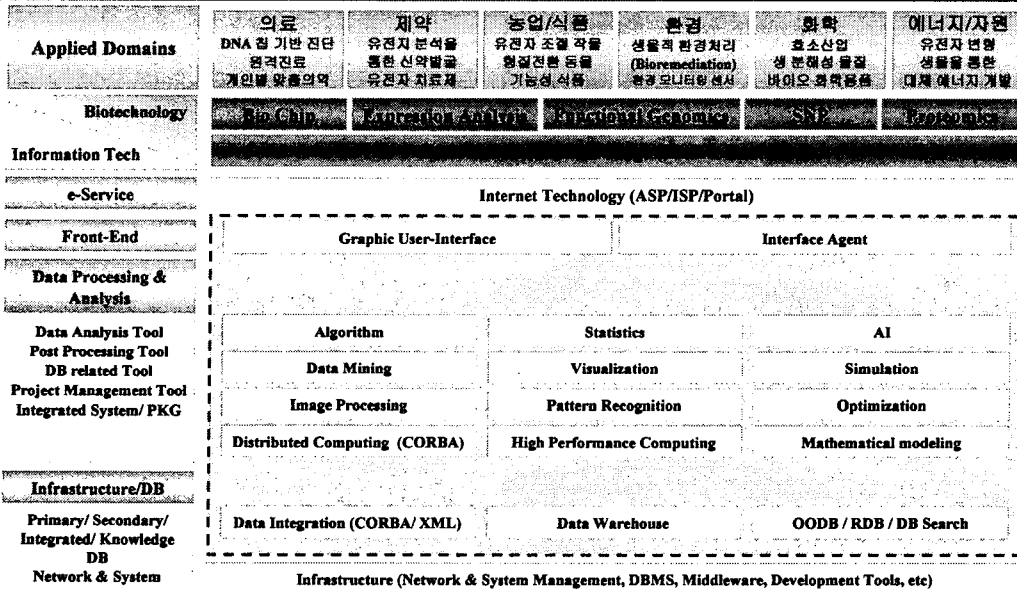 Applied Domains
의료
DNA 칩 기반 진단
원격진료
개인별 맞춤의약
제약
유전자 분석을
통한 신약발굴
유전자 치료제
농업/식품
유전자 조절 작물
형질전환 동물
기능성 식품
환경
생물적 환경처리
(Bioremediation)
환경 모니터링 센서
화학
효소산업
생 분해성 물질
바이오 화학용품
에너지/자원
유전자 변형
생물을 통한
대체 에너지 개발
Biotechnology
Bio Chip
Expression Analysis
Functional Genomics
SNP
Proteomics
Information Tech
e-Service
Internet Technology (ASP/ISP/Portal)
Front-End
Graphic User-Interface
Interface Agent
Data Processing &
Analysis
Data Analysis Tool
Post Processing Tool
DB related Tool
Project Management Tool
Integrated System/ PKG
Algorithm
Statistics
AI
Data Mining
Visualization
Simulation
Image Processing
Pattern Recognition
Optimization
Distributed Computing (CORBA)
High Performance Computing
Mathematical modeling
Infrastructure/DB
Primary/ Secondary/
Integrated/ Knowledge
DB
Network & System
Data Integration (CORBA/ XML)
Data Warehouse
OODB / RDB / DB Search
Infrastructure (Network & System Management, DBMS, Middleware, Development Tools, etc)